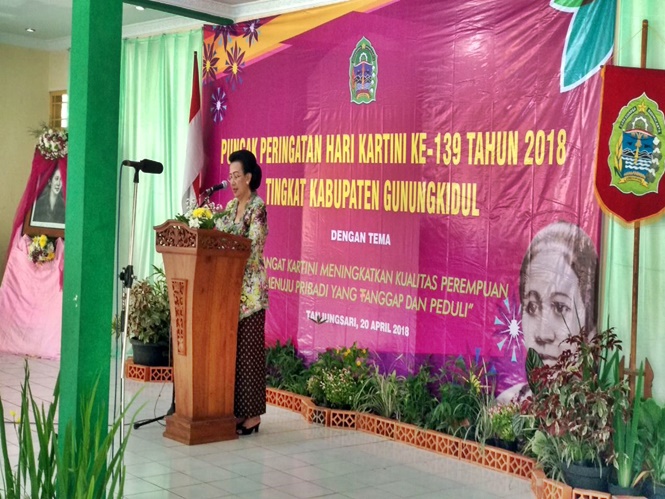 PUNCAK PERINGATAN HARI KARTINI KE-139 TAHUN 2018
TINGKAT KABUPATEN GUNUNGKIDUL
DENGAN TEMA
KARTINI MENINGKATKAN KUALITAS PEREMPUAN
MENUJU PRIBADI YANG TANGGAP DAN PEDULI”
TANJUNGSARI, 20 APRIL 2018